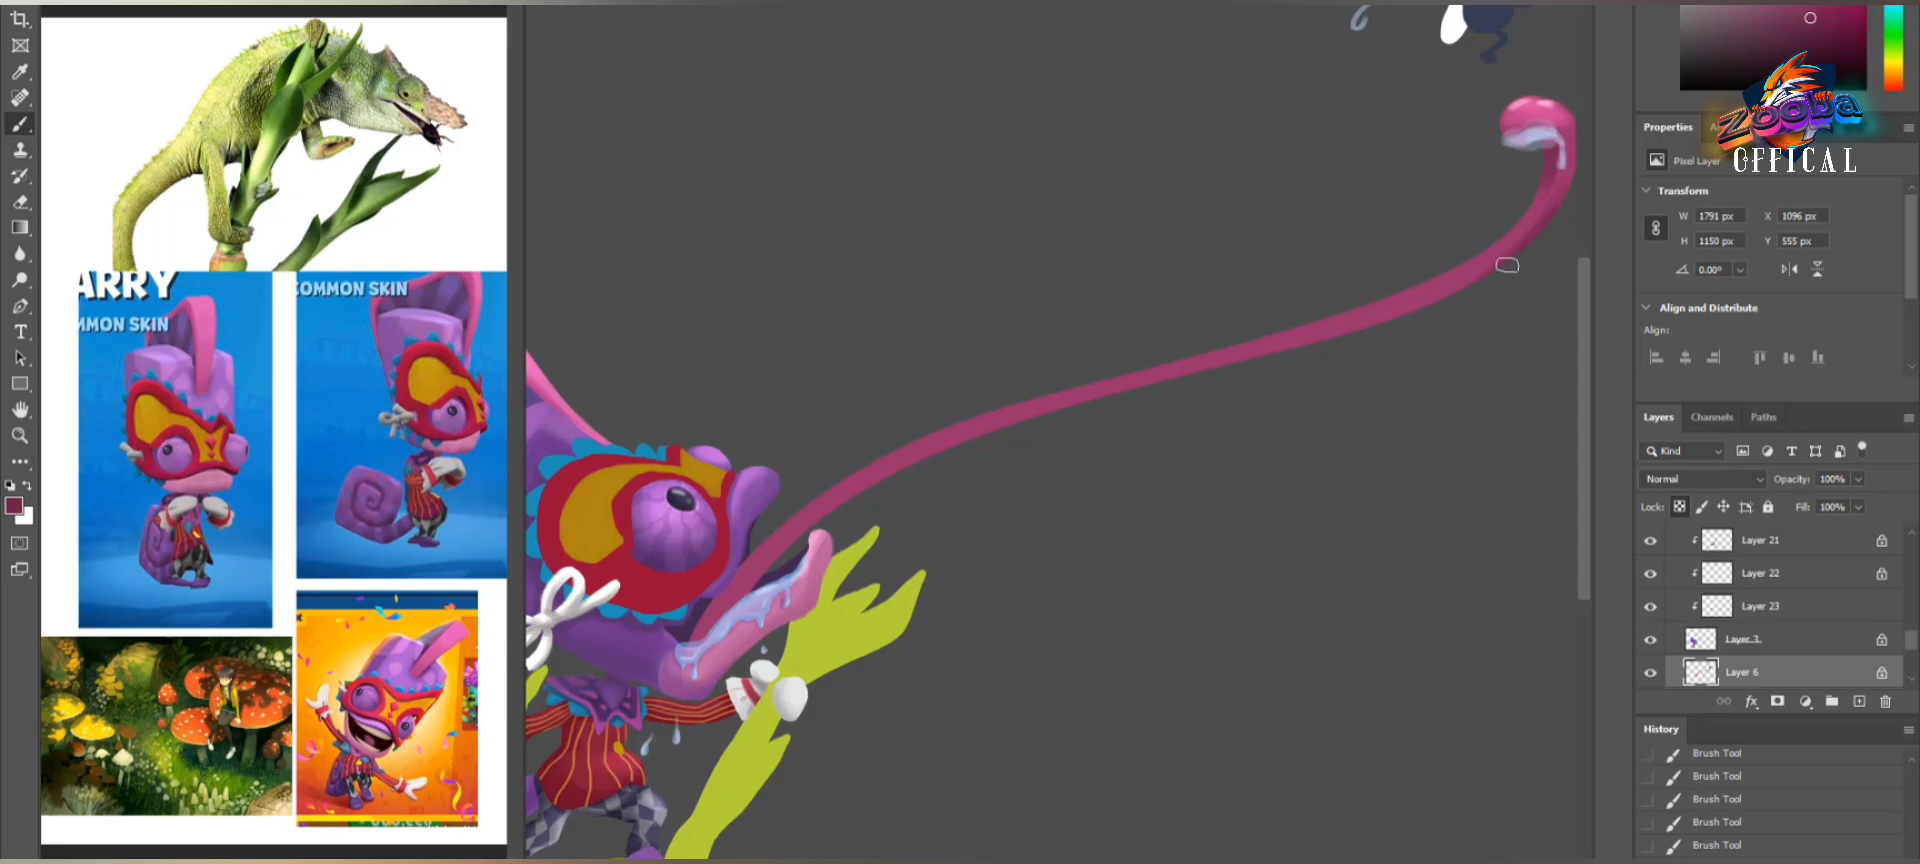 ARRY
MMON SKIN
COMMON SKIN
zooba
OFFICAL
Properties
Pixel Layer
Transform
W 1791 px X 1096 px
H 1150 px Y 555 px
0.00°
Align and Distribute
Align:
Layers Channels Paths
Kind
Normal Opacity: 100%
Lock: Fill: 100%
Layer 21
Layer 22
Layer 23
Layer 3
Layer 6
fx
History
Brush Tool
Brush Tool
Brush Tool
Brush Tool
Brush Tool